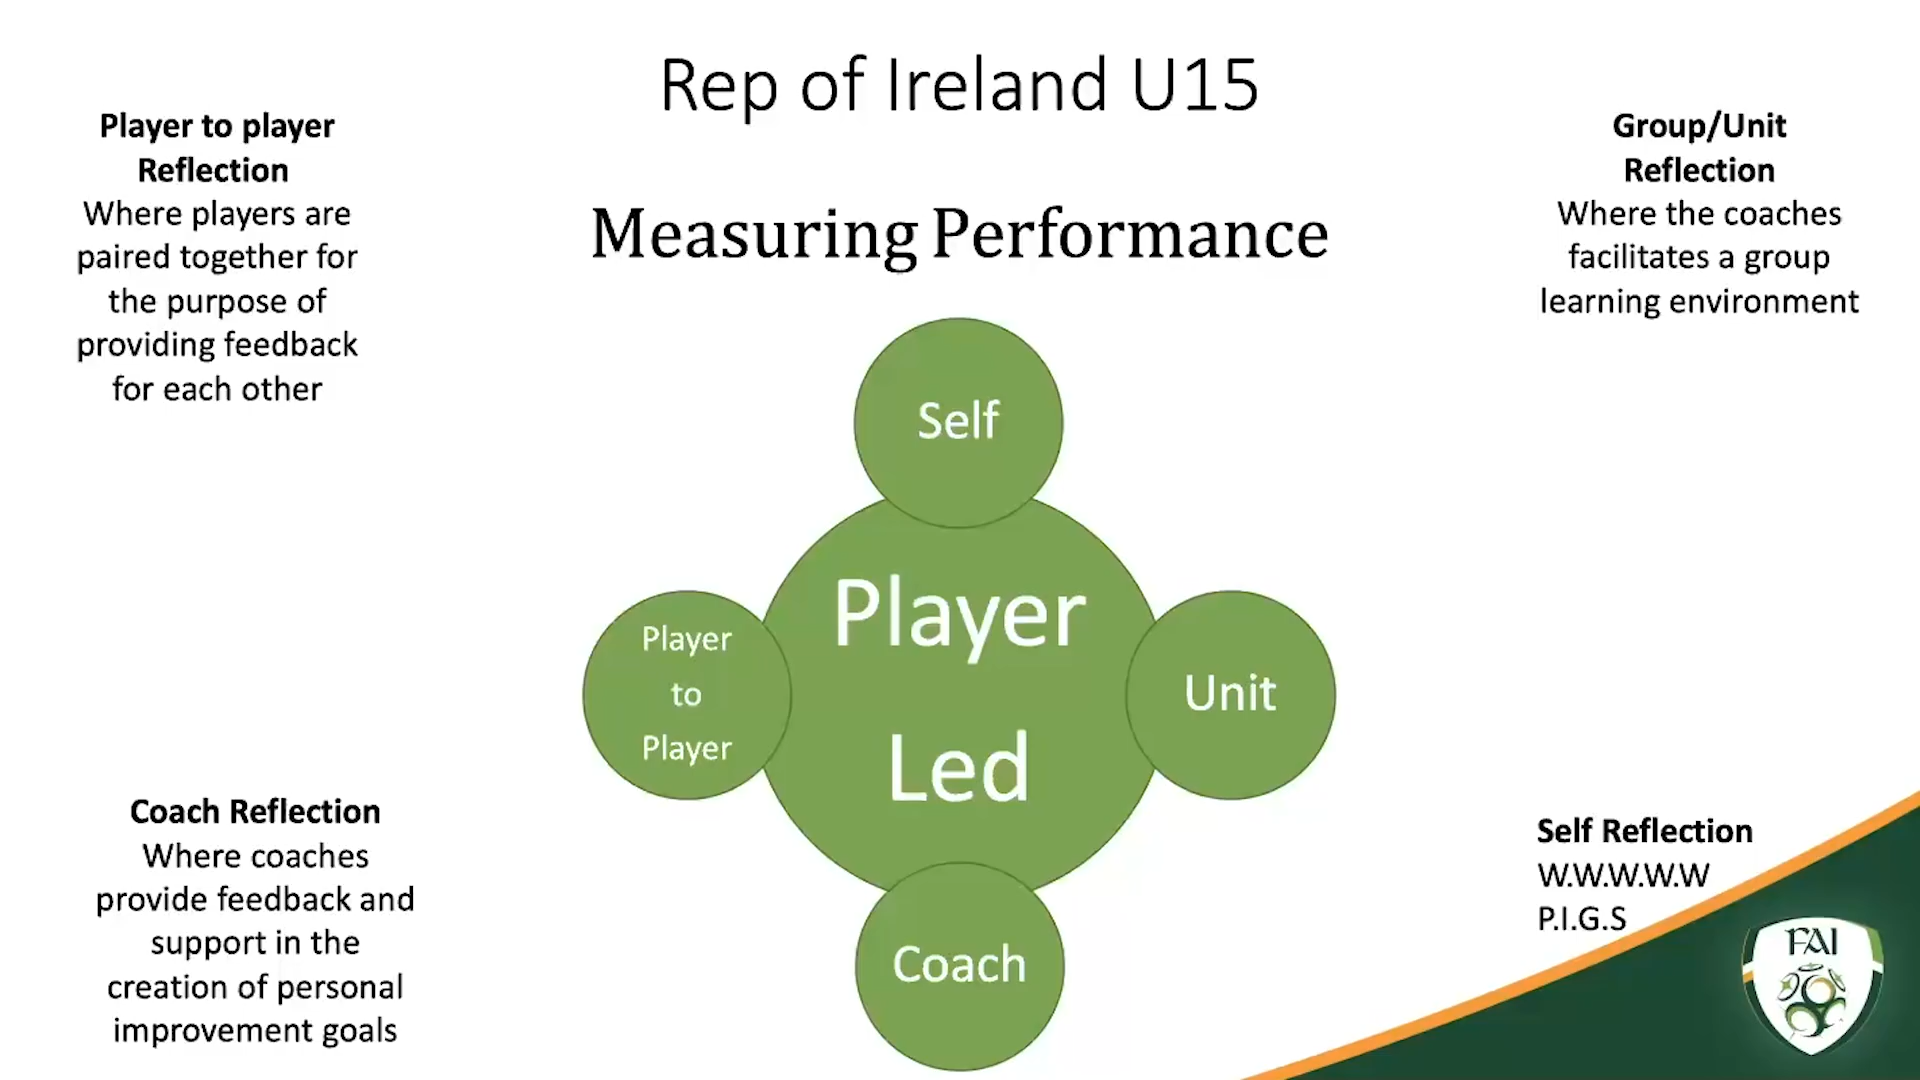 Rep of Ireland U15
Measuring Performance
Player to player
Reflection
Where players are
paired together for
the purpose of
providing feedback
for each other
Group/Unit
Reflection
Where the coaches
facilitates a group
learning environment
Self
Player
to
Player
Player
Led
Unit
Coach
Coach Reflection
Where coaches
provide feedback and
support in the
creation of personal
improvement goals
Self Reflection
W.W.W.W.W
P.I.G.S
FAI